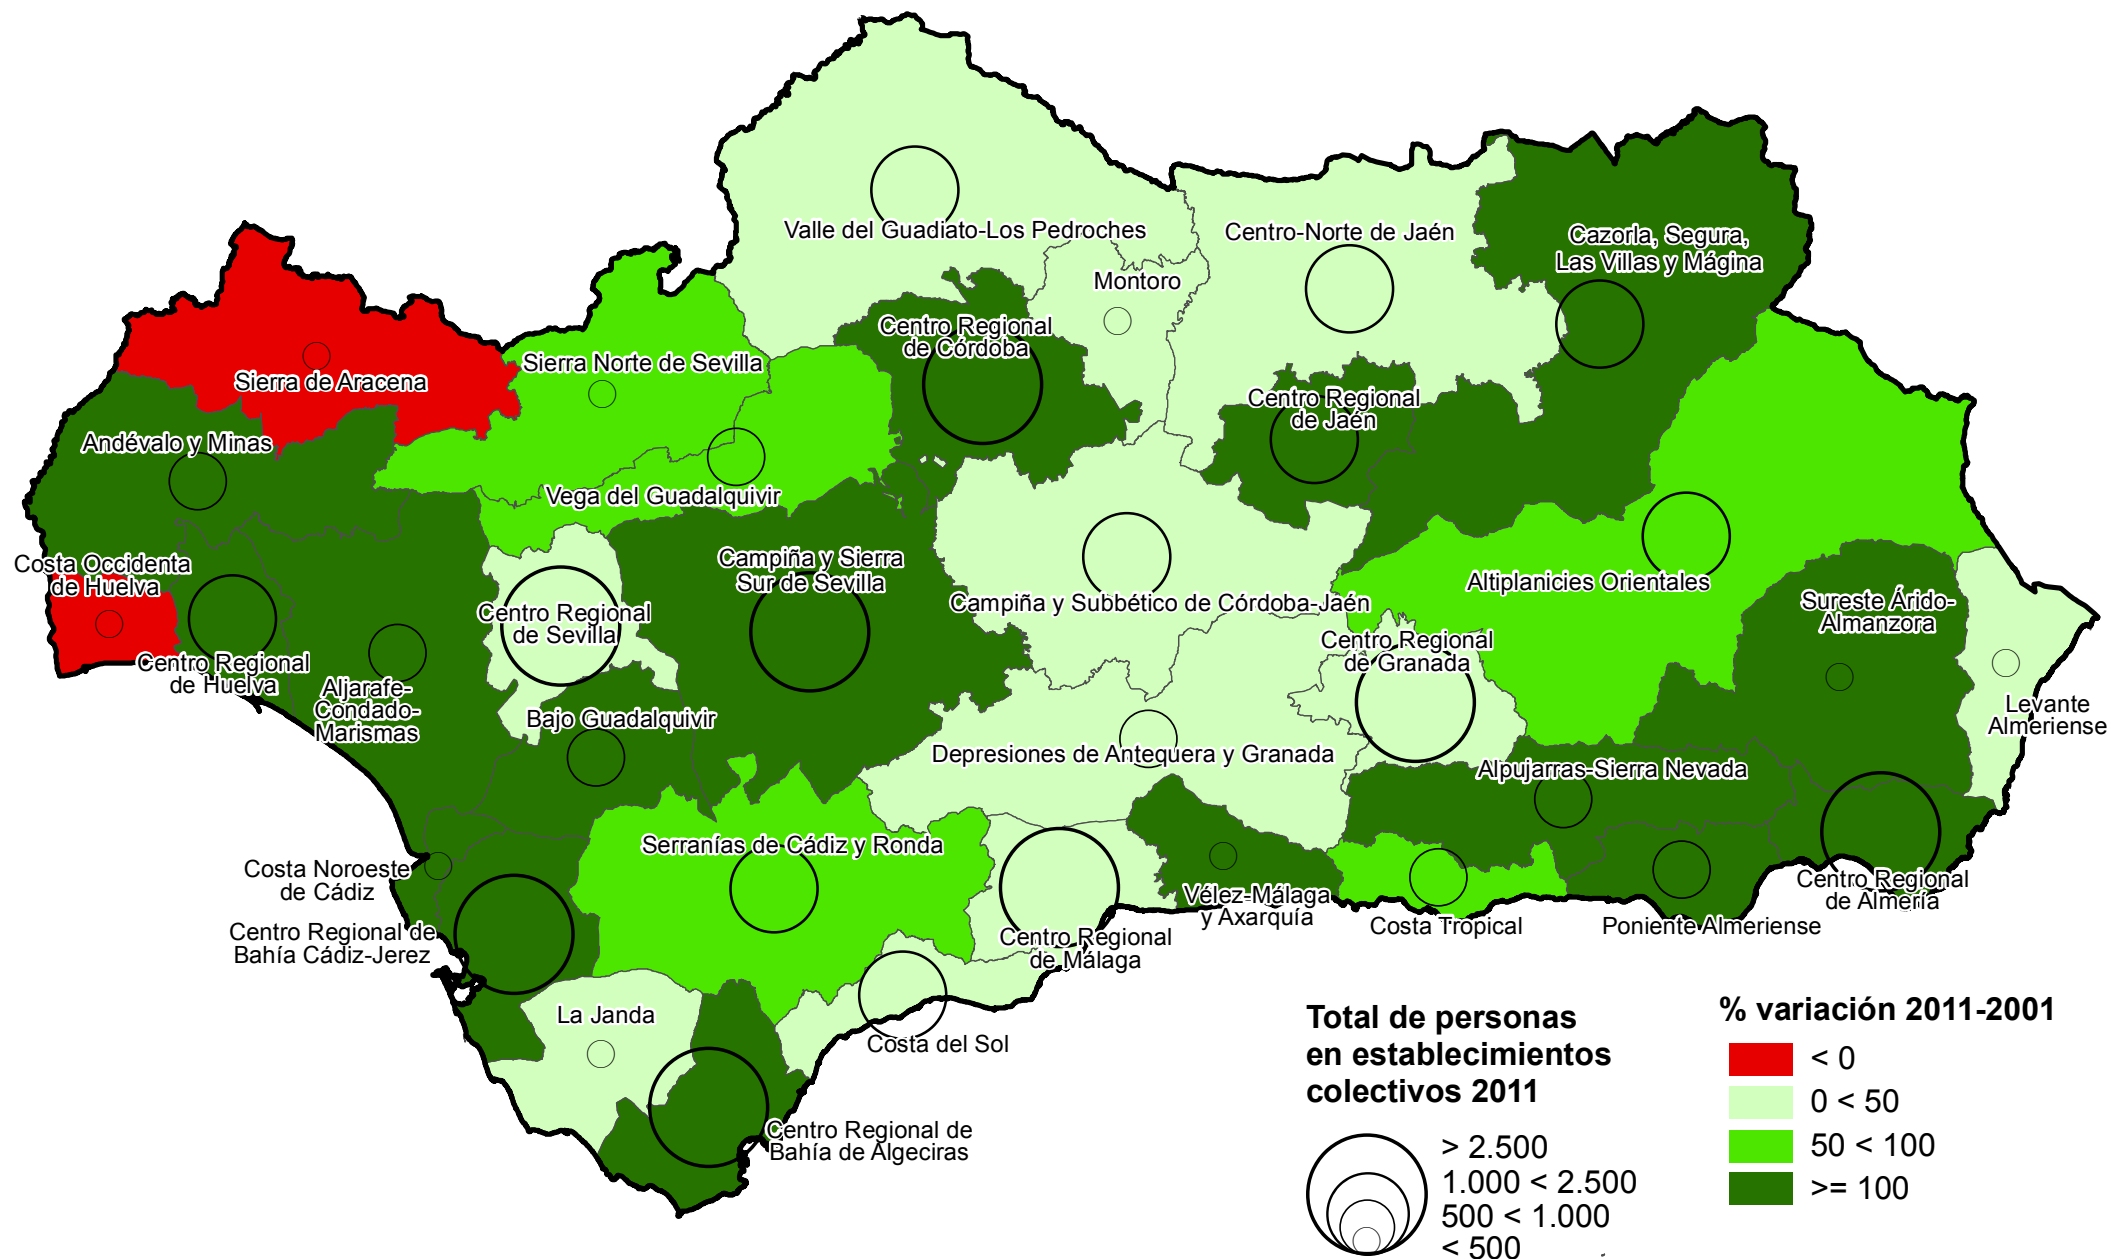 Valle del Guadiato-Los Pedroches
Centro-Norte de Jaén
Cazorla, Segura,
Las Villas y Mágina
Montoro
Centro Regional
de Córdoba
Sierra Norte de Sevilla
Sierra de Aracena
Centro Regional
de Jaén
Andévalo y Minas
Vega del Guadalquivir
Costa Occidenta
de Huelva
Campiña y Sierra
Sur de Sevilla
Altiplanicies Orientales
Campiña y Subbético de Córdoba-Jaén
Sureste Árido-
Almanzora
Centro Regional
de Sevilla
Centro Regional
de Granada
Centro Regional
de Huelva
Aljarafe-
Condado-
Marismas
Bajo Guadalquivir
Levante
Almeriense
Depresiones de Antequera y Granada
Alpujarras-Sierra Nevada
Serranías de Cádiz y Ronda
Costa Noroeste
de Cádiz
Vélez-Málaga
y Axarquía
Centro Regional
de Almería
Costa Tropical
Poniente Almeriense
Centro Regional de
Bahía Cádiz-Jerez
Centro Regional
de Málaga
La Janda
Costa del Sol
Centro Regional de
Bahía de Algeciras
Total de personas
en establecimientos
colectivos 2011
> 2.500
1.000 < 2.500
500 < 1.000
< 500
% variación 2011-2001
< 0
0 < 50
50 < 100
>= 100